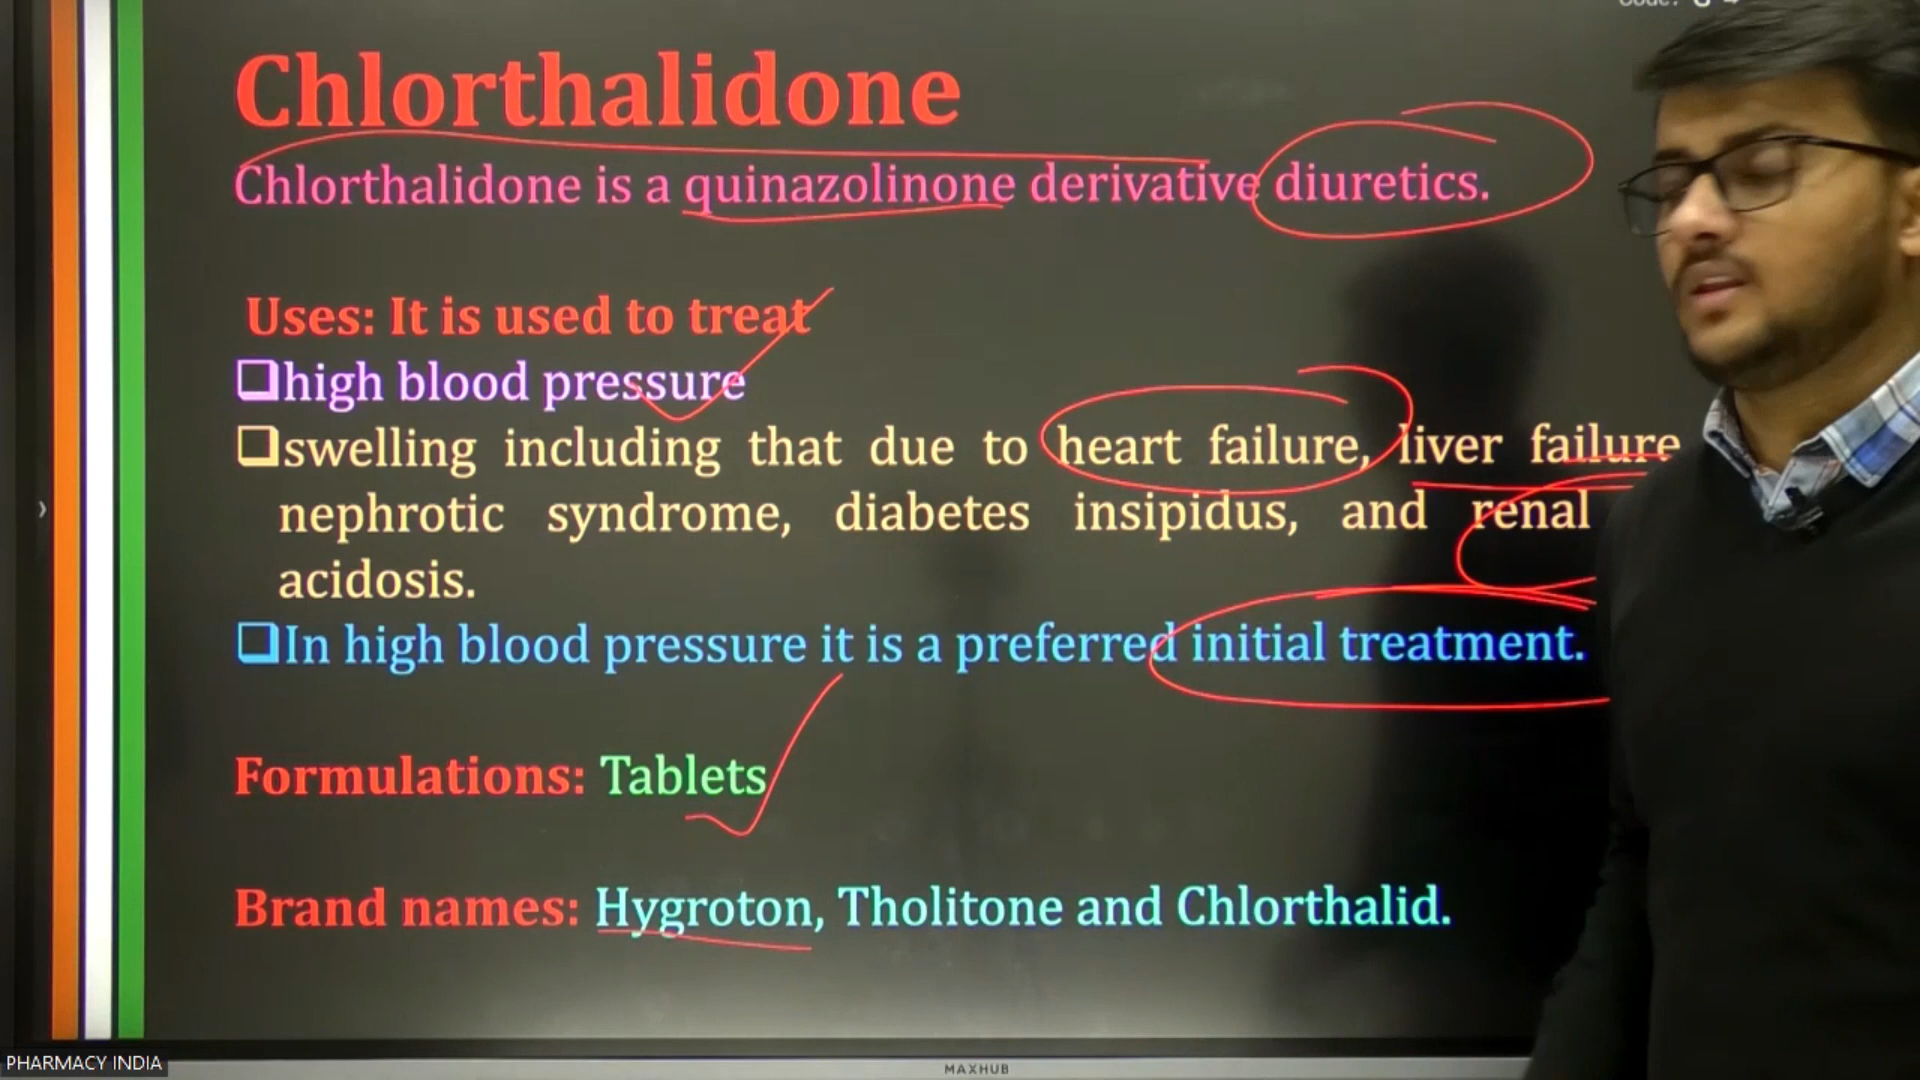 Chlorthalidone
Chlorthalidone is a quinazolinone derivative diuretics.
Uses: It is used to treat
❑high blood pressure
❑swelling including that due to heart failure, liver failure
nephrotic syndrome, diabetes insipidus, and renal
acidosis.
❑In high blood pressure it is a preferred initial treatment.
Formulations: Tablets
Brand names: Hygroton, Tholitone and Chlorthalid.
PHARMACY INDIA
MAXHUB